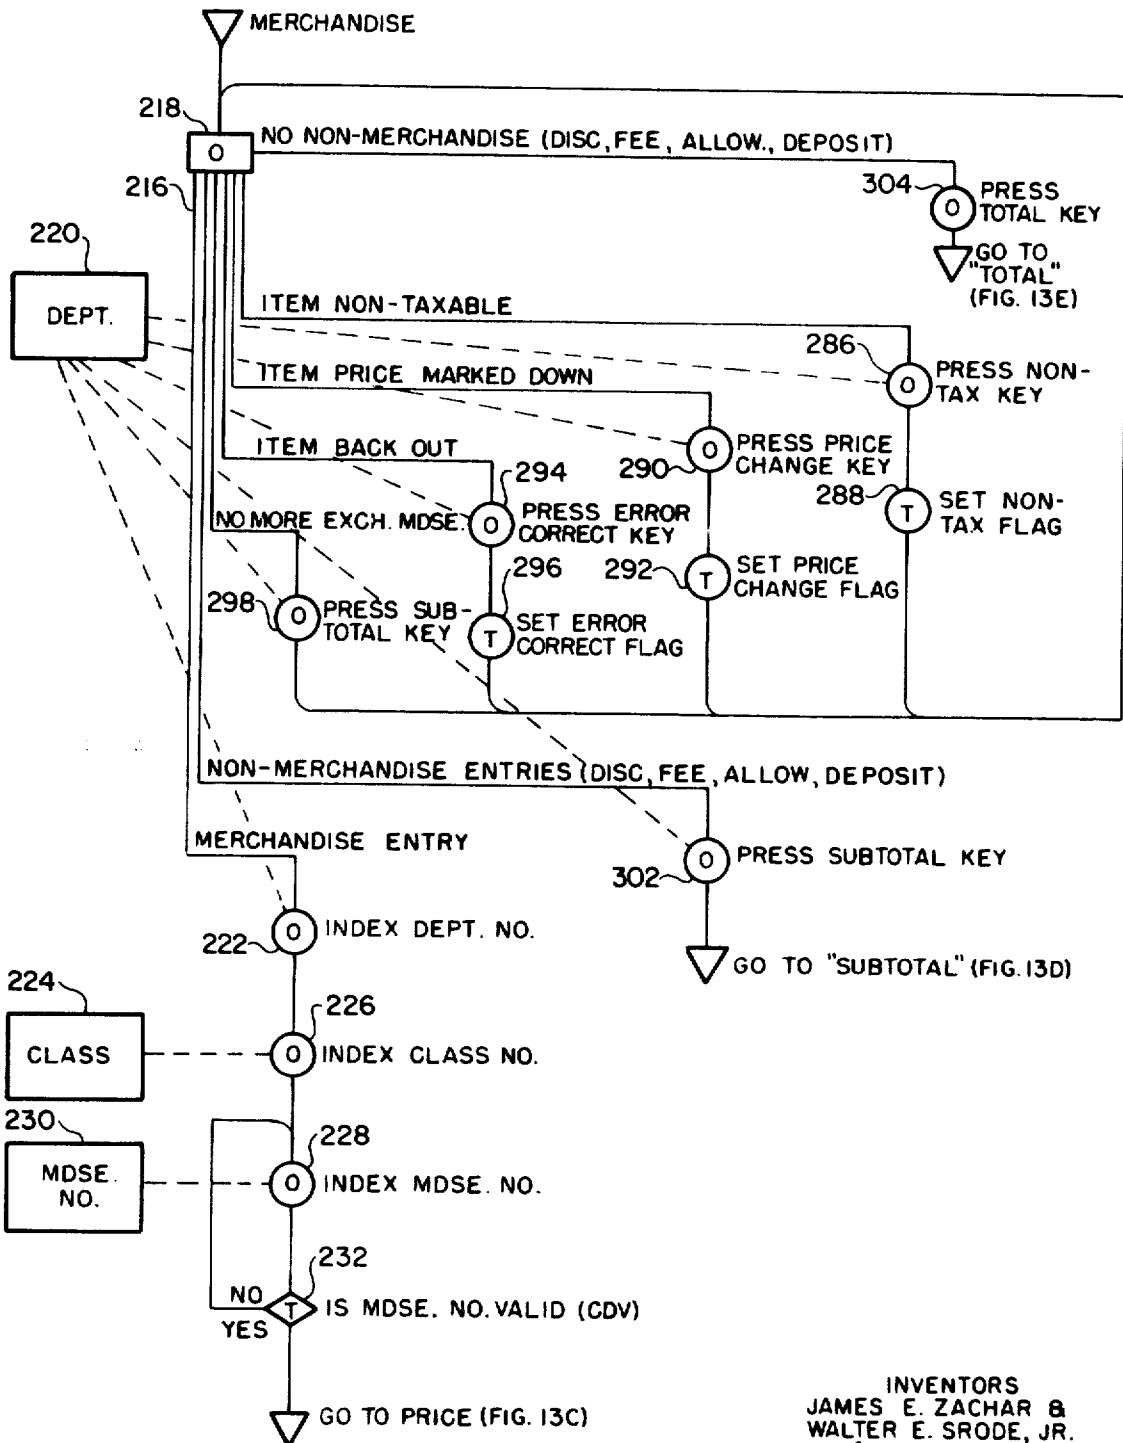 MERCHANDISE
218
O
NO NON-MERCHANDISE (DISC, FEE, ALLOW., DEPOSIT)
216
304
O
PRESS
TOTAL KEY
GO TO
"TOTAL"
(FIG. 13E)
220
DEPT.
ITEM NON-TAXABLE
286
O
PRESS NON-
TAX KEY
ITEM PRICE MARKED DOWN
O
290
PRESS PRICE
CHANGE KEY
288
T
SET NON-
TAX FLAG
ITEM BACK OUT
294
O
PRESS ERROR
CORRECT KEY
NO MORE EXCH. MDSE.
292
T
SET PRICE
CHANGE FLAG
296
T
SET ERROR
CORRECT FLAG
298
O
PRESS SUB-
TOTAL KEY
NON-MERCHANDISE ENTRIES (DISC, FEE, ALLOW, DEPOSIT)
MERCHANDISE ENTRY
O
302
PRESS SUBTOTAL KEY
O
222
INDEX DEPT. NO.
GO TO "SUBTOTAL" (FIG. 13D)
224
CLASS
226
O
INDEX CLASS NO.
230
MDSE.
NO.
228
O
INDEX MDSE. NO.
232
NO
T
IS MDSE. NO. VALID (CDV)
YES
GO TO PRICE (FIG. 13C)
INVENTORS
JAMES E. ZACHAR &
WALTER E. SRODE, JR.